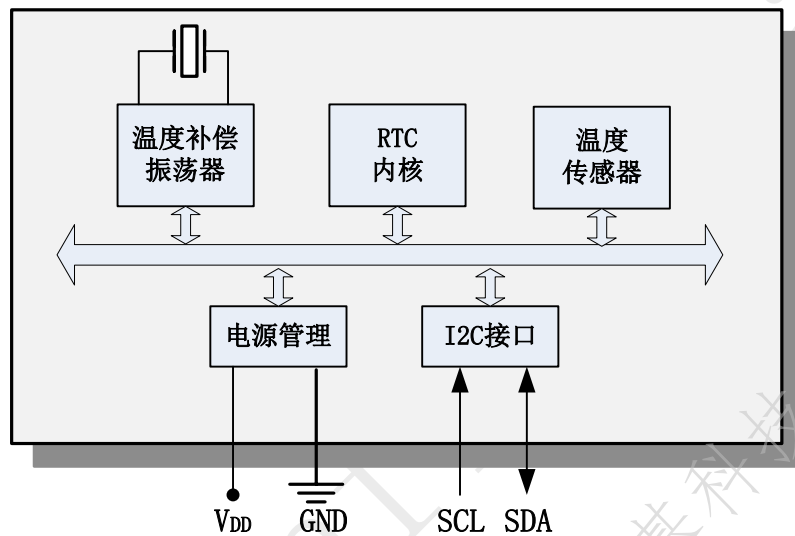 温度补偿
振荡器
RTC
内核
温度
传感器
电源管理
I2C接口
VDD
GND
SCL
SDA